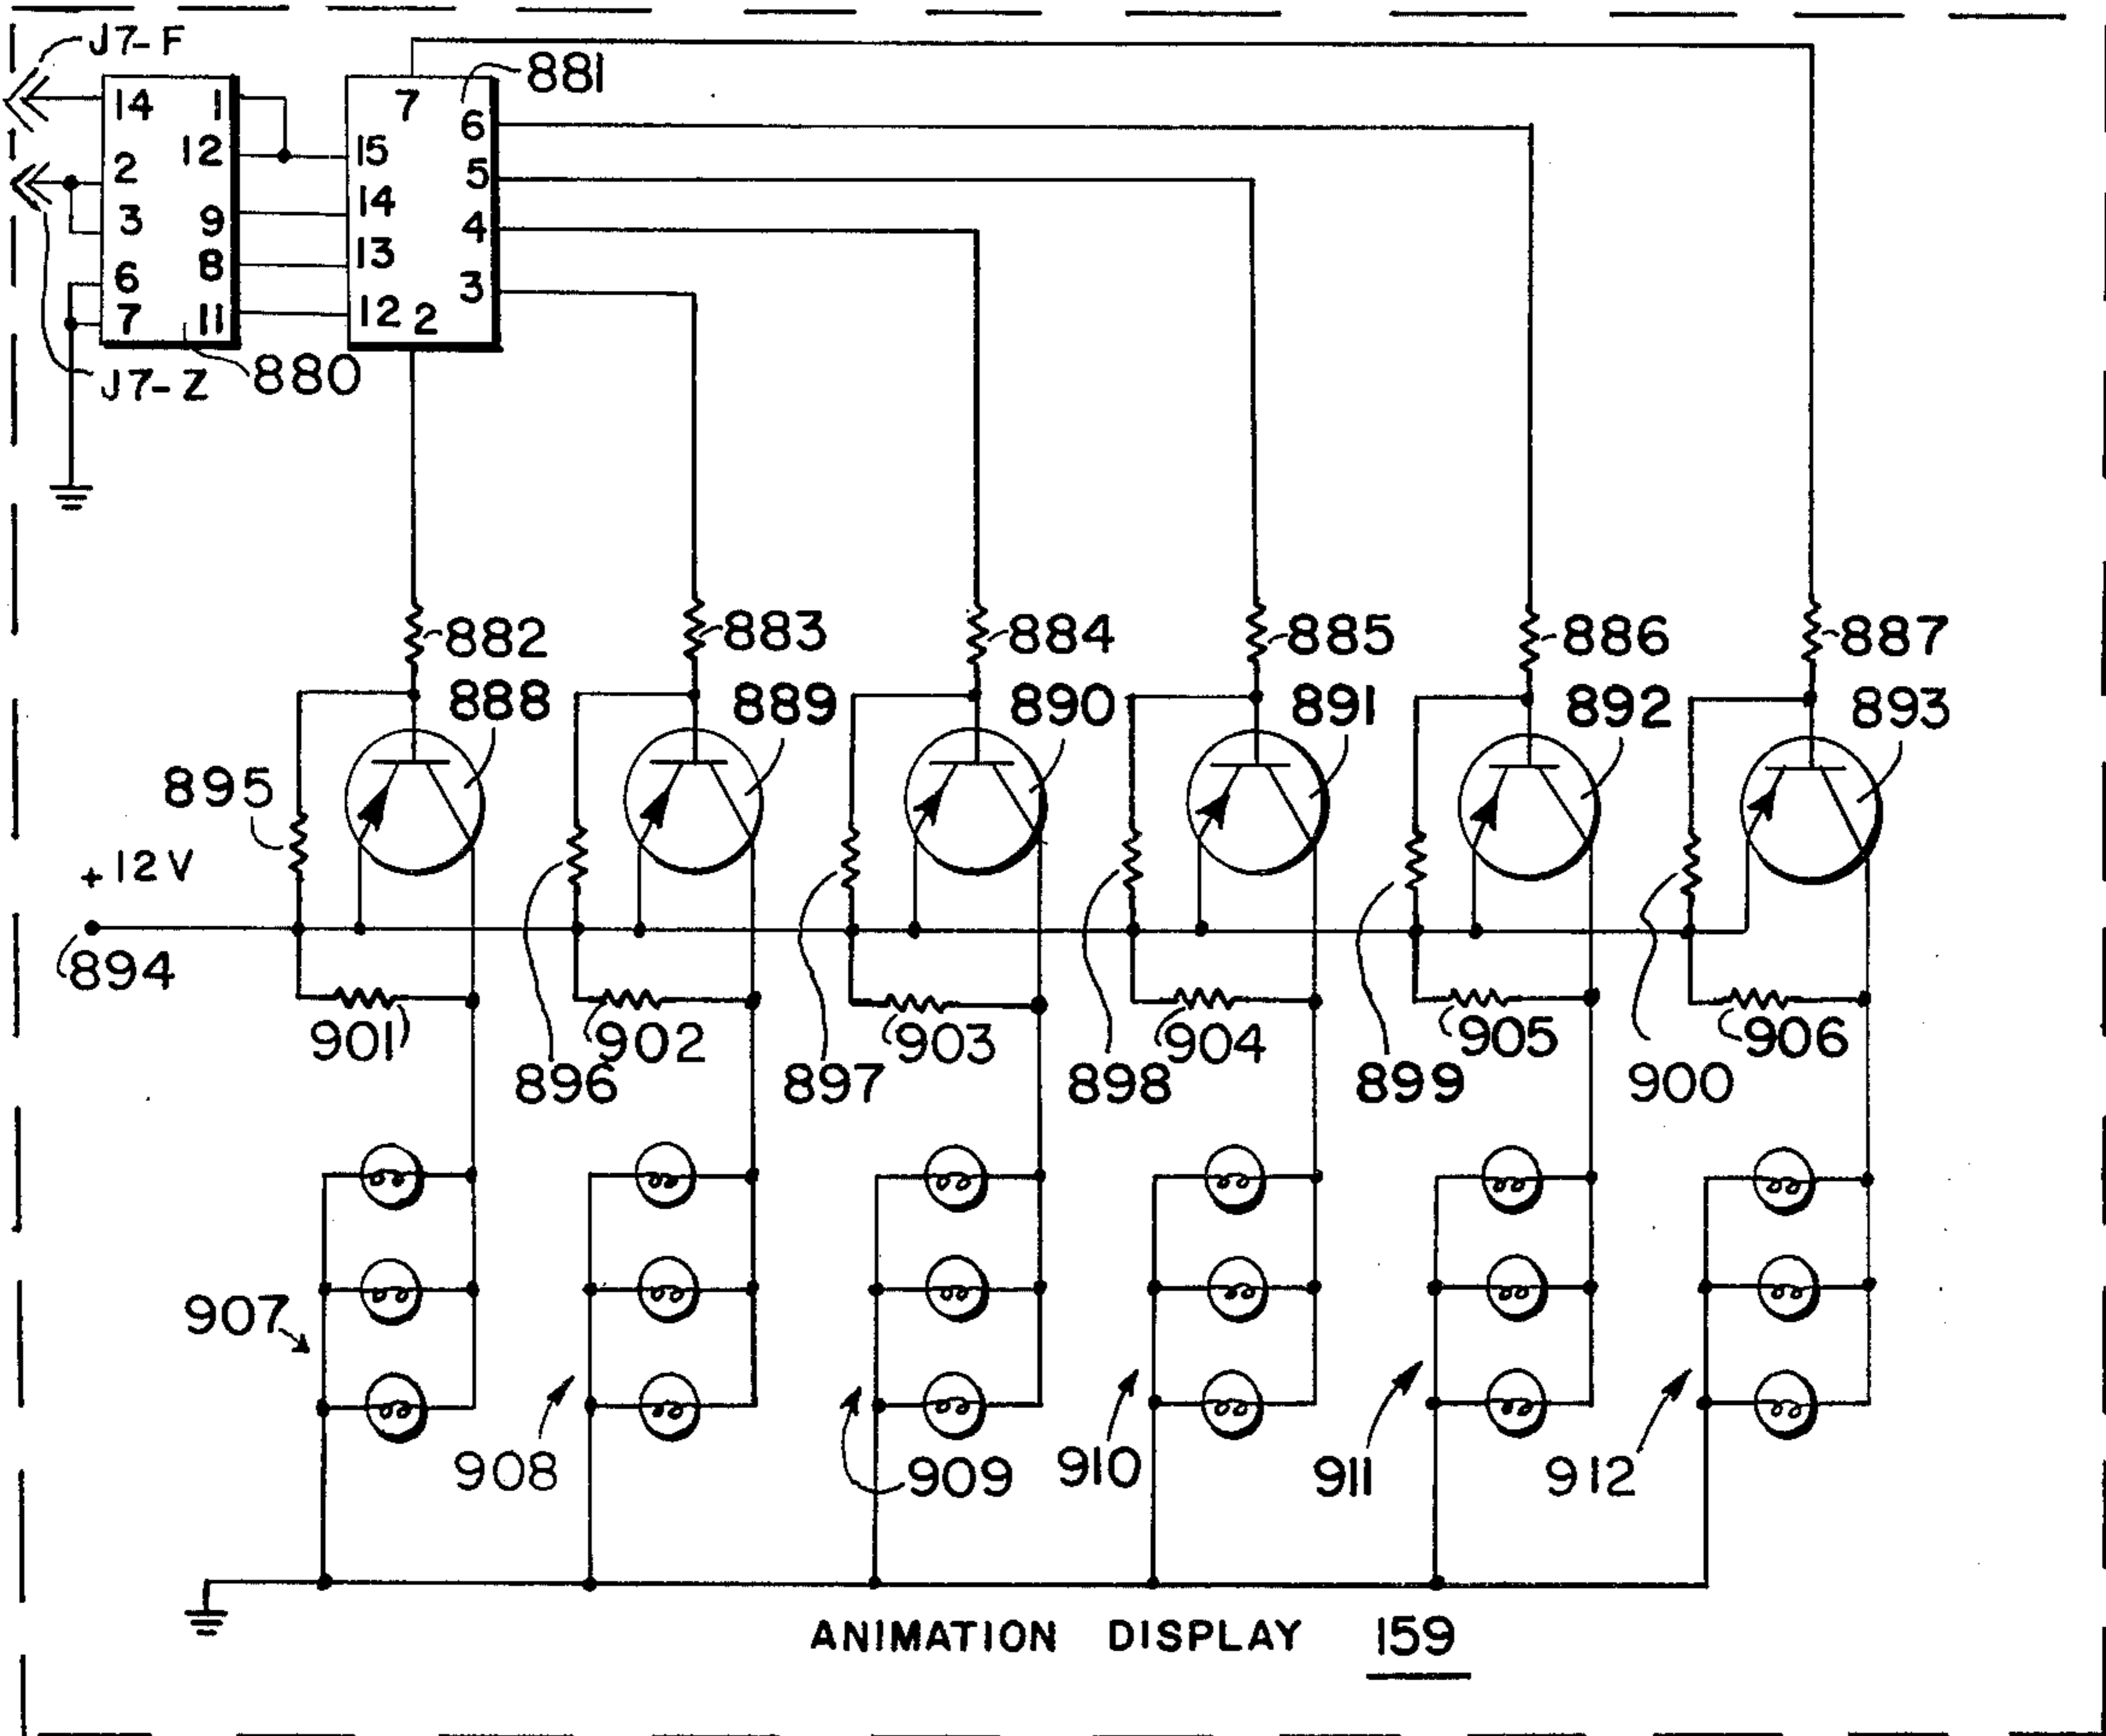 J7-F
881
14 1
7
6
12 15
2
5
3 9 14
4
8 13
6
3
7 11 12 2
J7-Z 880
882 883 884 885 886 887
888 889 890 891 892 893
895
+12V
894
901 902 903 904 905 906
896 897 898 899 900
907
908 909 910 911 912
ANIMATION DISPLAY 159